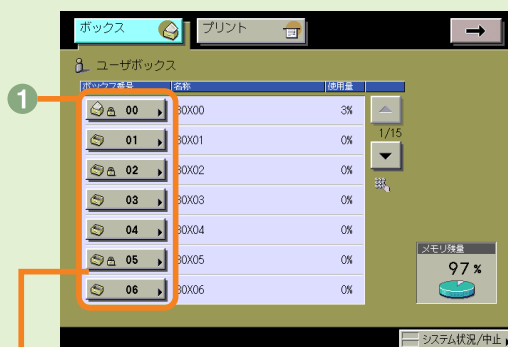 ボックス
プリント
→
ユーザボックス
ボックス番号 名称 使用量
1
00 BOX00 3%
01 BOX01 0%
1/15
02 BOX02 0%
03 BOX03 0%
04 BOX04 0%
メモリ残量
97%
05 BOX05 0%
06 BOX06 0%
システム状況/中止